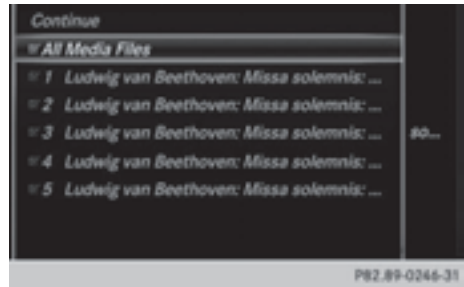 Continue
All Media Files
1 Ludwig van Beethoven: Missa solemnis: ...
2 Ludwig van Beethoven: Missa solemnis: ...
3 Ludwig van Beethoven: Missa solemnis: ...
so...
4 Ludwig van Beethoven: Missa solemnis: ...
5 Ludwig van Beethoven: Missa solemnis: ...
P82.89-0246-31